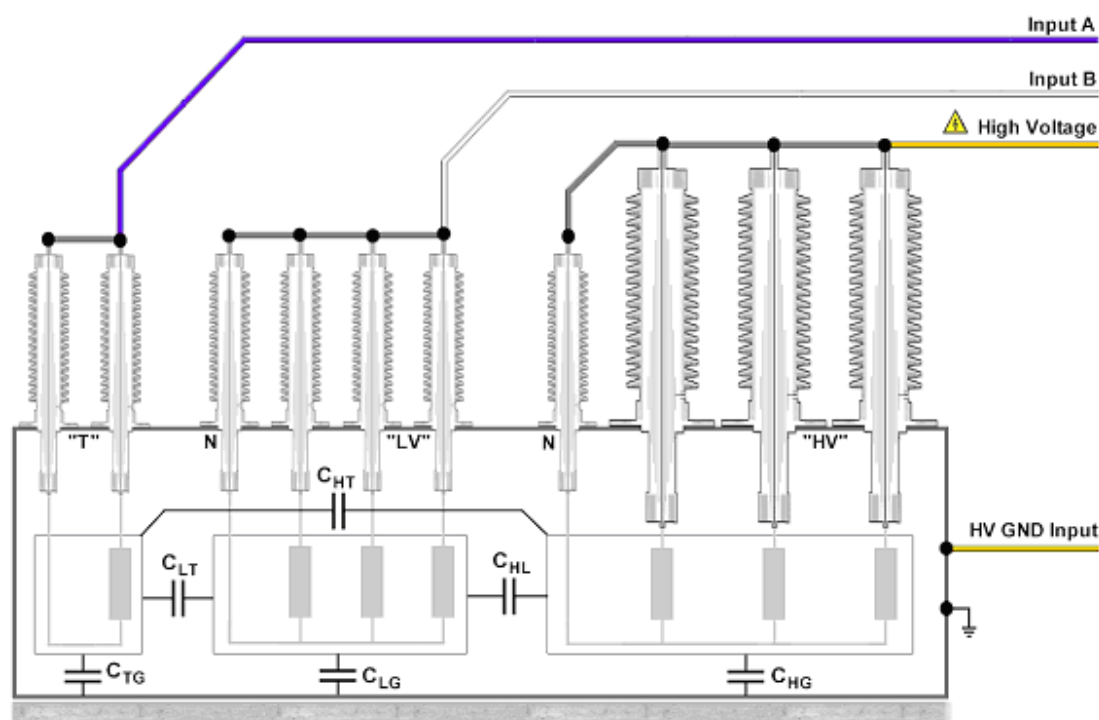 Input A
Input B
High Voltage
"T"
N
"LV"
N
"HV"
CHT
HV GND Input
CLT
CHL
CTG
CLG
CHG